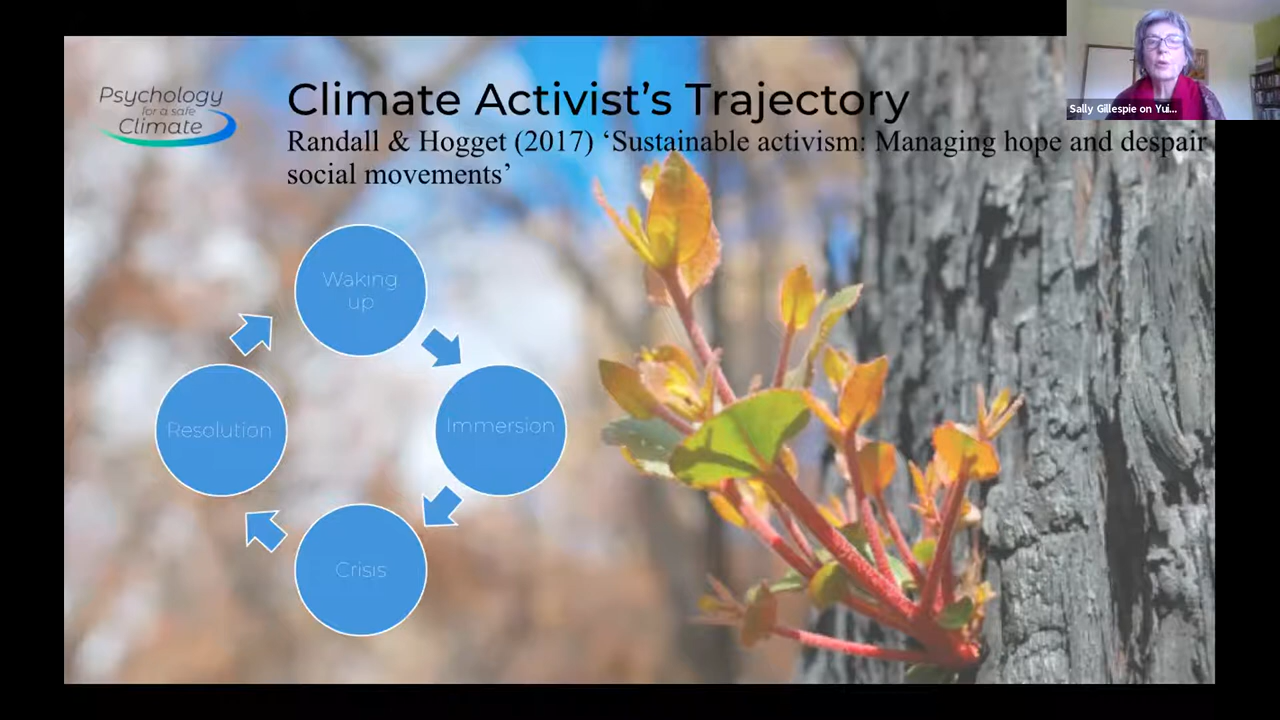 Psychology
for a safe
Climate
Climate Activist's Trajectory
Randall & Hogget (2017) ‘Sustainable activism: Managing hope and despair
social movements’
Waking
up
Resolution
Immersion
Crisis
Sally Gillespie on Yui...